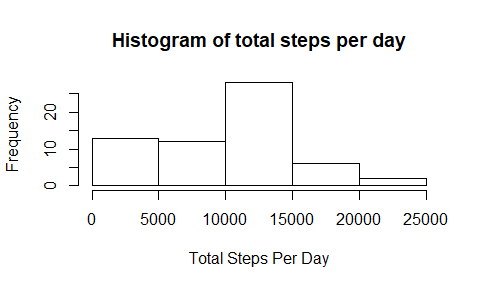 Histogram of total steps per day
Frequency
20
10
0
0 5000 10000 15000 20000 25000
Total Steps Per Day